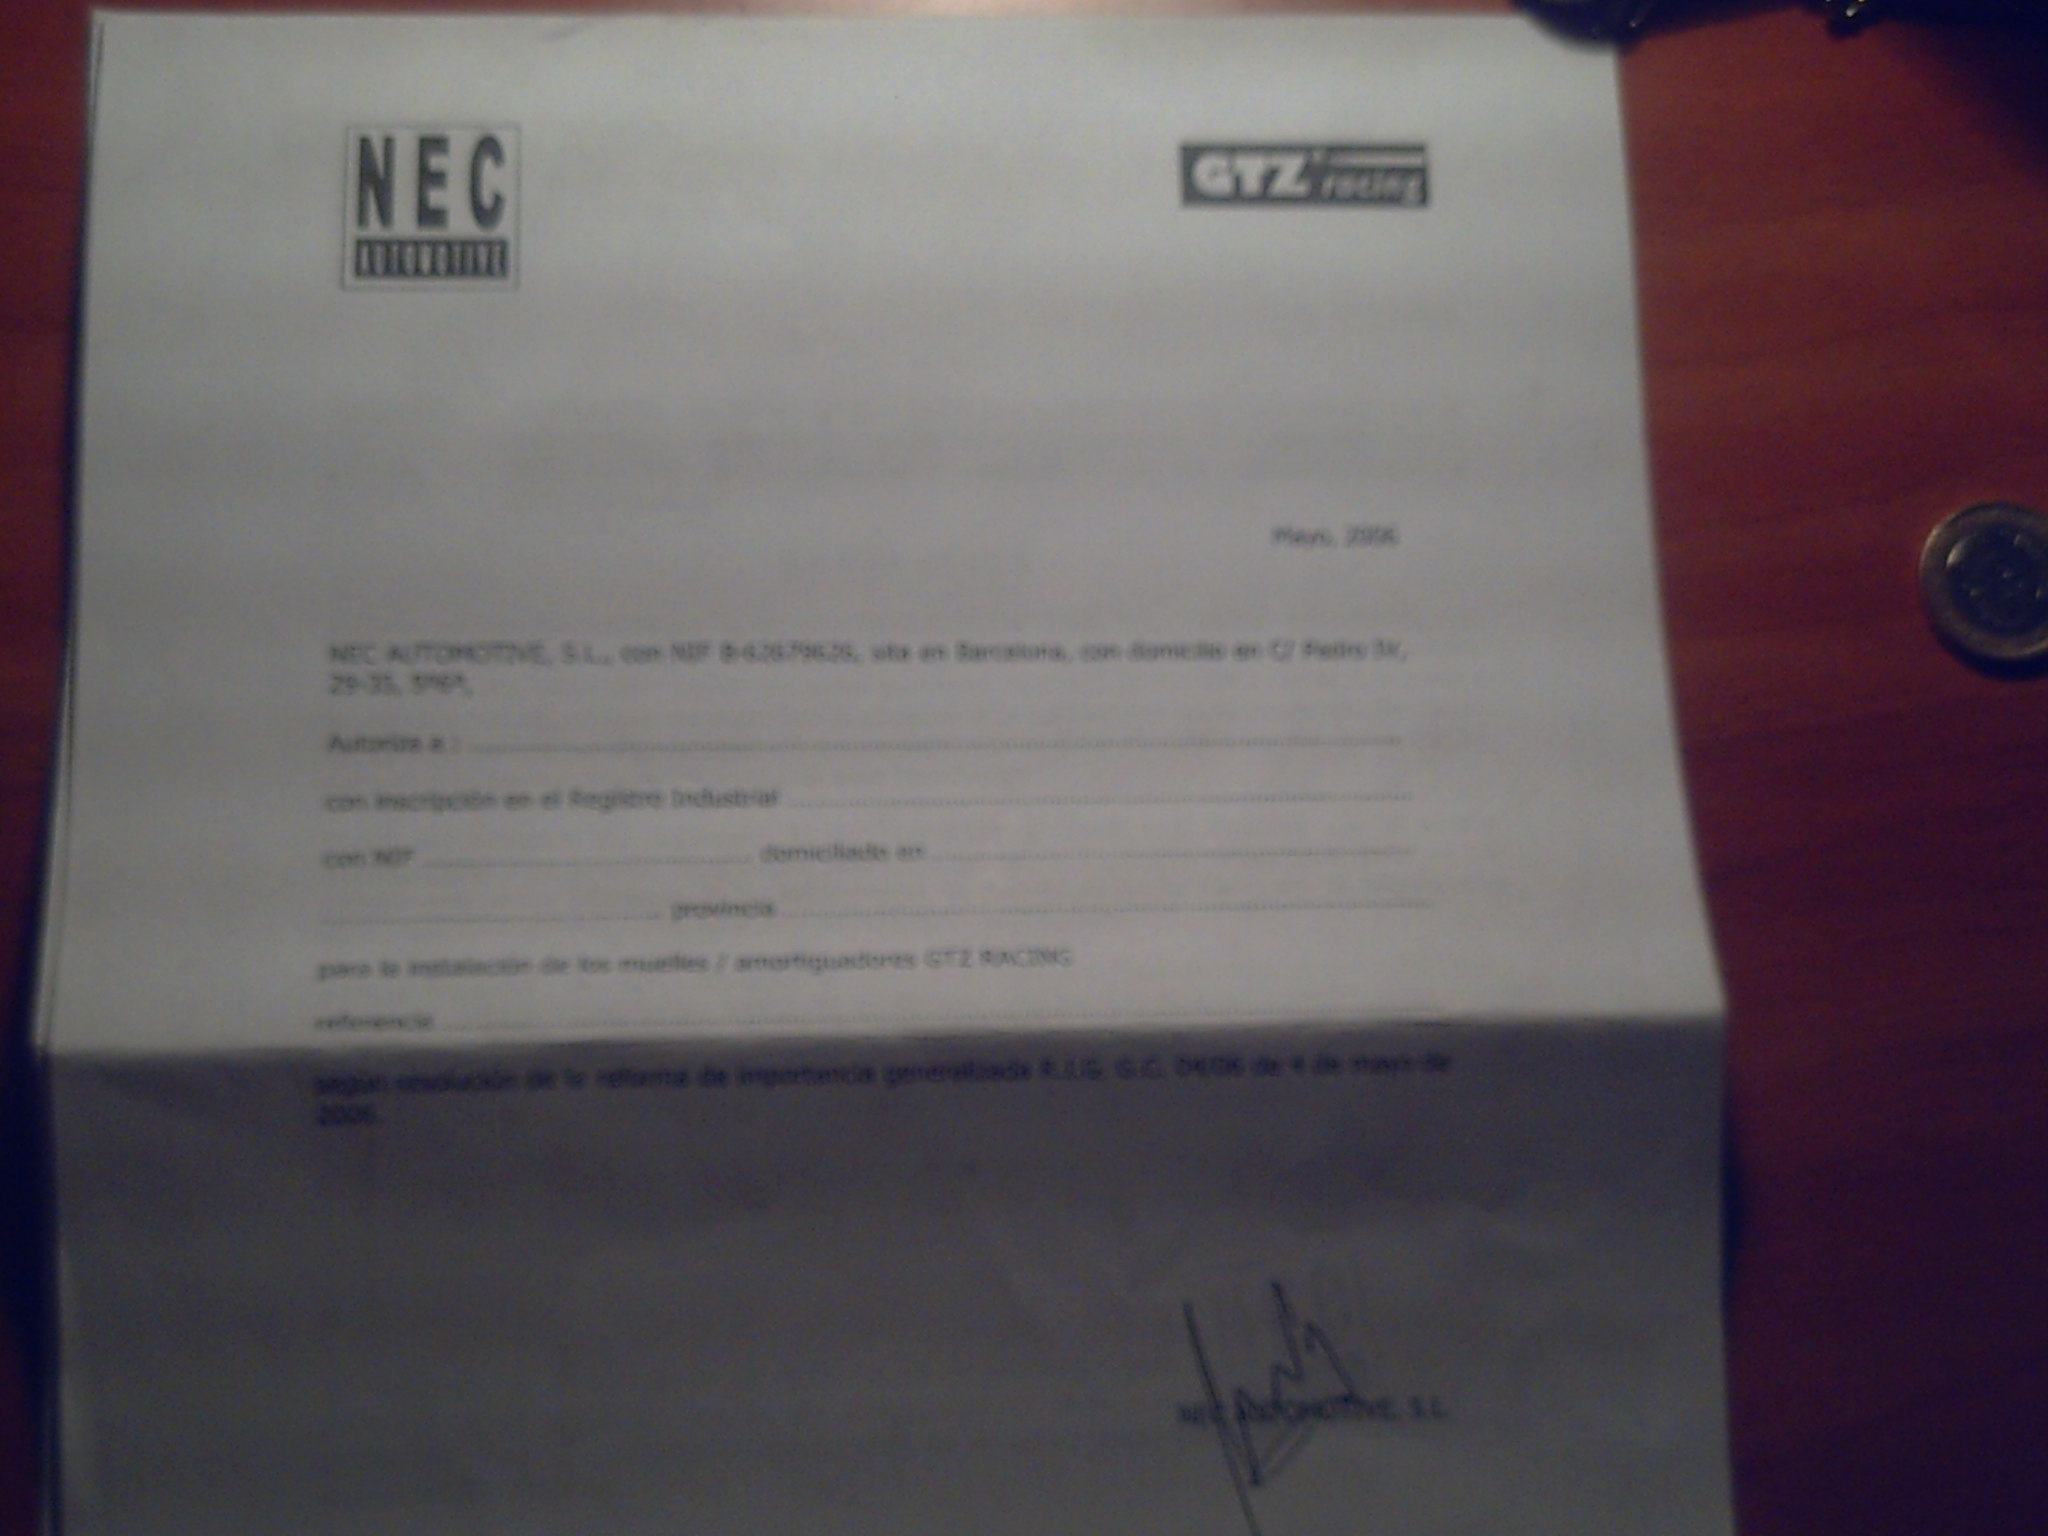 NEC
AUTOMOTIVE
GTZ racing
Mayo, 2006
NEC AUTOMOTIVE, S.L., con NIF B-62679626, sita en Barcelona, con domicilio en C/ Pedro IV,
29-35,
Autoriza a :
con inscripción en el Registro Industrial
con NIF domiciliado en
provincia
para la instalación de los muelles / amortiguadores GTZ RACING
referencia
según resolución de la reforma de importancia generalizada G.C. 04/06 de 4 de mayo de
2006.
NEC AUTOMOTIVE, S.L.